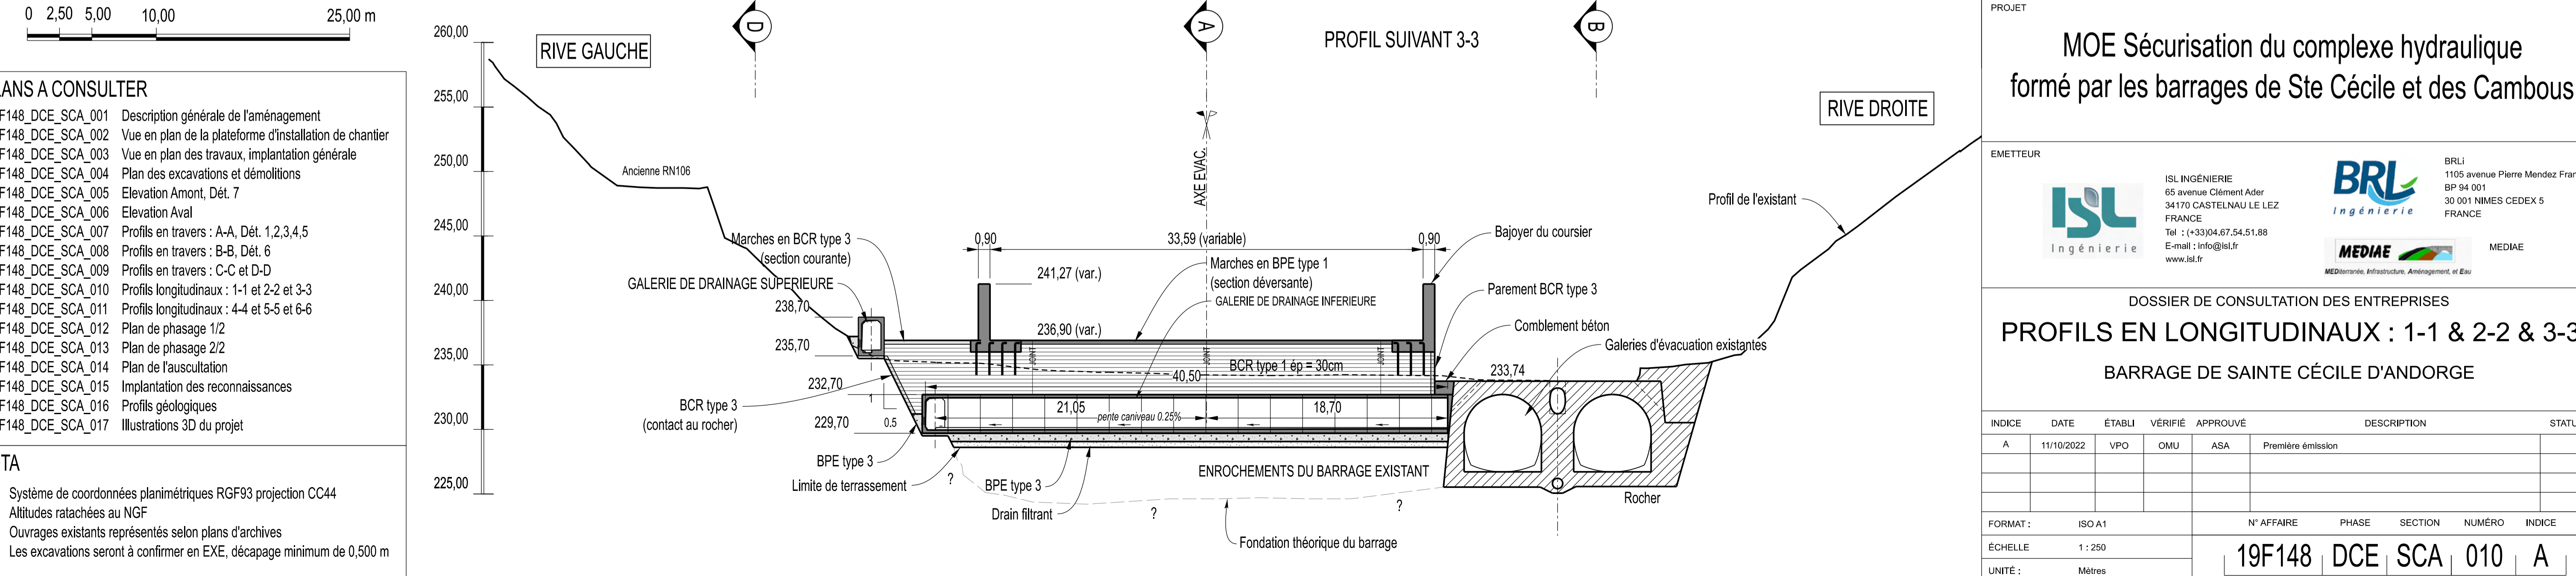 0 2,50 5,00 10,00 25,00 m
LANS A CONSULTER
F148_DCE_SCA_001 Description générale de l'aménagement
F148_DCE_SCA_002 Vue en plan de la plateforme d'installation de chantier
F148_DCE_SCA_003 Vue en plan des travaux, implantation générale
F148_DCE_SCA_004 Plan des excavations et démolitions
F148_DCE_SCA_005 Elevation Amont, Dét. 7
F148_DCE_SCA_006 Elevation Aval
F148_DCE_SCA_007 Profils en travers : A-A, Dét. 1,2,3,4,5
F148_DCE_SCA_008 Profils en travers : B-B, Dét. 6
F148_DCE_SCA_009 Profils en travers : C-C et D-D
F148_DCE_SCA_010 Profils longitudinaux : 1-1 et 2-2 et 3-3
F148_DCE_SCA_011 Profils longitudinaux : 4-4 et 5-5 et 6-6
F148_DCE_SCA_012 Plan de phasage 1/2
F148_DCE_SCA_013 Plan de phasage 2/2
F148_DCE_SCA_014 Plan de l'auscultation
F148_DCE_SCA_015 Implantation des reconnaissances
F148_DCE_SCA_016 Profils géologiques
F148_DCE_SCA_017 Illustrations 3D du projet
TA
Système de coordonnées planimétriques RGF93 projection CC44
Altitudes ratachées au NGF
Ouvrages existants représentés selon plans d'archives
Les excavations seront à confirmer en EXE, décapage minimum de 0,500 m
260,00
255,00
250,00
245,00
240,00
235,00
230,00
225,00
RIVE GAUCHE
D
A
B
PROFIL SUIVANT 3-3
RIVE DROITE
Ancienne RN106
AXE EVAC.
Profil de l'existant
Marches en BCR type 3
(section courante)
0,90
33,59 (variable)
0,90
Bajoyer du coursier
241,27 (var.)
Marches en BPE type 1
(section déversante)
GALERIE DE DRAINAGE SUPERIEURE
GALERIE DE DRAINAGE INFERIEURE
Parement BCR type 3
238,70
236,90 (var.)
Comblement béton
235,70
JOINT
JOINT
JOINT
Galeries d'évacuation existantes
BCR type 1 ép = 30cm
40,50
233,74
232,70
1
0.5
BCR type 3
(contact au rocher)
229,70
21,05
pente caniveau 0.25%
18,70
BPE type 3
Limite de terrassement
?
BPE type 3
ENROCHEMENTS DU BARRAGE EXISTANT
Drain filtrant
?
?
Rocher
Fondation théorique du barrage
PROJET
MOE Sécurisation du complexe hydraulique
formé par les barrages de Ste Cécile et des Cambous
EMETTEUR
ISL
Ingénierie
ISL INGÉNIERIE
65 avenue Clément Ader
34170 CASTELNAU LE LEZ
FRANCE
Tel : (+33)04.67.54.51.88
E-mail : info@isl.fr
www.isl.fr
BRL
Ingénierie
BRLi
1105 avenue Pierre Mendez Fran
BP 94 001
30 001 NIMES CEDEX 5
FRANCE
MEDIAE
MEDiterranée, Infrastructure, Aménagement, et Eau
MEDIAE
DOSSIER DE CONSULTATION DES ENTREPRISES
PROFILS EN LONGITUDINAUX : 1-1 & 2-2 & 3-3
BARRAGE DE SAINTE CÉCILE D'ANDORGE
INDICE DATE ÉTABLI VÉRIFIÉ APPROUVÉ DESCRIPTION STATU
A 11/10/2022 VPO OMU ASA Première émission
FORMAT : ISO A1
N° AFFAIRE PHASE SECTION NUMÉRO INDICE
ÉCHELLE 1 : 250
19F148 DCE SCA 010 A
UNITÉ : Mètres